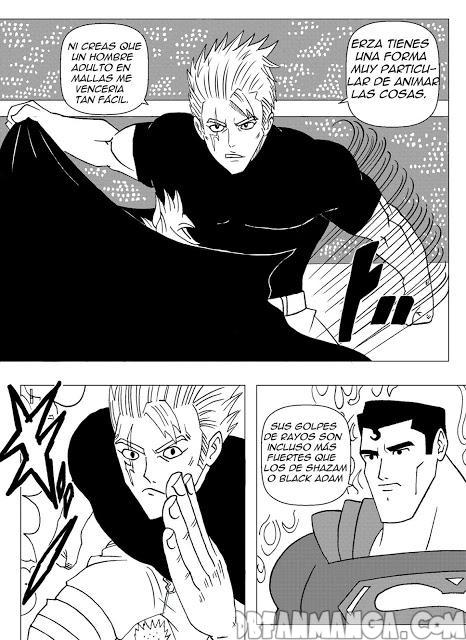 NI CREAS QUE
UN HOMBRE
ADULTO EN
MALLAS ME
VENCERIA
TAN FÁCIL.
ERZA TIENES
UNA FORMA
MUY PARTICU-
LAR DE ANIMAR
LAS COSAS.
SUS GOLPES
DE RAYOS SON
INCLUSO MÁS
FUERTES QUE
LOS DE SHAZAM
O BLACK ADAM
DBFANMANGA.COM